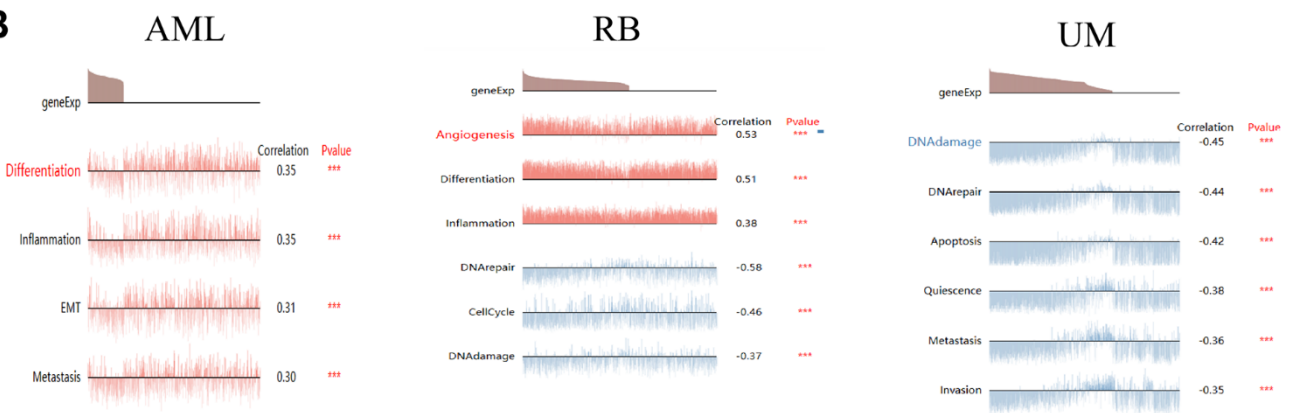 B
AML
geneExp
Correlation Pvalue
Differentiation 0.35 ***
Inflammation 0.35 ***
EMT 0.31 ***
Metastasis 0.30 ***
RB
geneExp
Correlation Pvalue
Angiogenesis 0.53 ***
Differentiation 0.51 ***
Inflammation 0.38 ***
DNArepair -0.58 ***
CellCycle -0.46 ***
DNAdamage -0.37 ***
UM
geneExp
Correlation Pvalue
DNAdamage -0.45 ***
DNArepair -0.44 ***
Apoptosis -0.42 ***
Quiescence -0.38 ***
Metastasis -0.36 ***
Invasion -0.35 ***